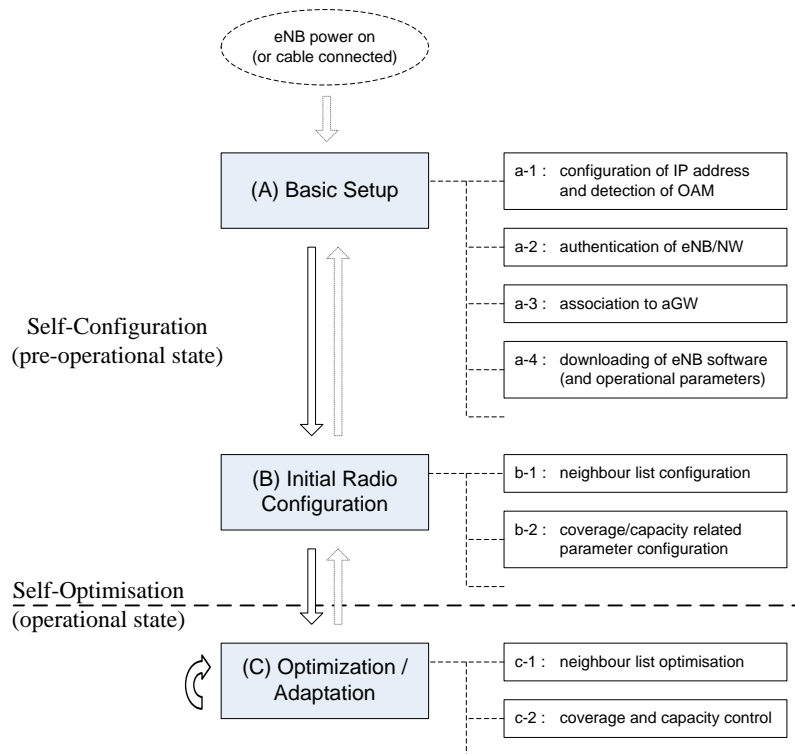 eNB power on
(or cable connected)
(A) Basic Setup
a-1 : configuration of IP address
and detection of OAM
a-2 : authentication of eNB/NW
a-3 : association to aGW
a-4 : downloading of eNB software
(and operational parameters)
Self-Configuration
(pre-operational state)
(B) Initial Radio
Configuration
b-1 : neighbour list configuration
b-2 : coverage/capacity related
parameter configuration
Self-Optimisation
(operational state)
(C) Optimization /
Adaptation
c-1 : neighbour list optimisation
c-2 : coverage and capacity control